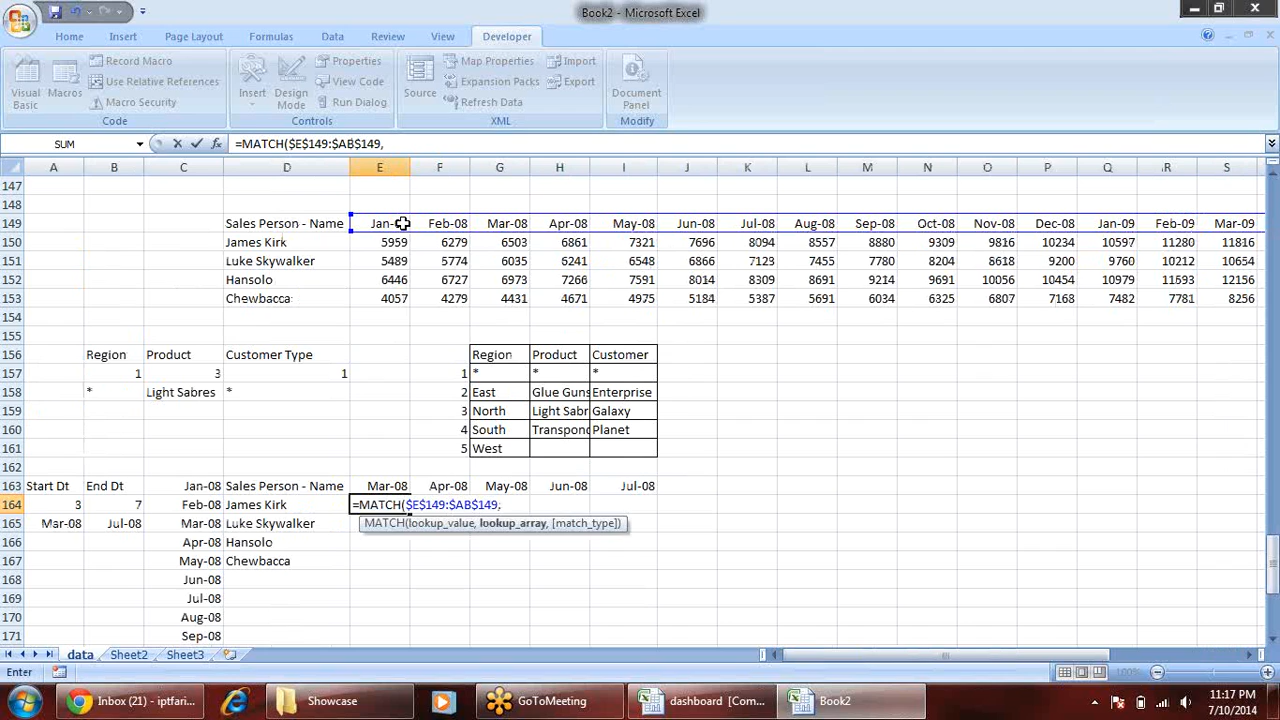 Book2 - Microsoft Excel
Home Insert Page Layout Formulas Data Review View Developer
Record Macro Properties Map Properties Import
Use Relative References View Code Expansion Packs Export
Macro Security Run Dialog Refresh Data
Visual Basic Macros Insert Design Mode Source Document Panel
Code Controls XML Modify
SUM =MATCH($E$149:$AB$149,
A B C D E F G H I J K L M N O P Q R S
147
148
149 Sales Person - Name Feb-08 Mar-08 Apr-08 May-08 Jun-08 Jul-08 Aug-08 Sep-08 Oct-08 Nov-08 Dec-08 Jan-09 Feb-09 Mar-09
150 James Kirk 5959 6279 6503 6861 7321 7696 8094 8557 8880 9309 9816 10234 10597 11280 11816
151 Luke Skywalker 5489 5774 6035 6241 6548 6866 7123 7455 7780 8204 8618 9200 9760 10212 10654
152 Hansolo 6446 6727 6973 7266 7591 8014 8309 8691 9214 9691 10056 10454 10979 11593 12156
153 Chewbacca 4057 4279 4431 4671 4975 5184 5387 5691 6034 6325 6807 7168 7482 7781 8256
154
155
156 Region Product Customer Type Region Product Customer
157 1 3 1 1 * * *
158 * Light Sabres * 2 East Glue Guns Enterprise
159 3 North Light Sabr Galaxy
160 4 South Transpond Planet
161 5 West
162
163 Start Dt End Dt Jan-08 Sales Person - Name Mar-08 Apr-08 May-08 Jun-08 Jul-08
164 3 7 Feb-08 James Kirk =MATCH($E$149:$AB$149,
165 Mar-08 Jul-08 Mar-08 Luke Skywalker MATCH(lookup_value, lookup_array, [match_type])
166 Apr-08 Hansolo
167 May-08 Chewbacca
168 Jun-08
169 Jul-08
170 Aug-08
171 Sep-08
data Sheet2 Sheet3
Enter 100%
Inbox (21) - iptfari... Showcase GoToMeeting dashboard [Com... Book2
11:17 PM
7/10/2014